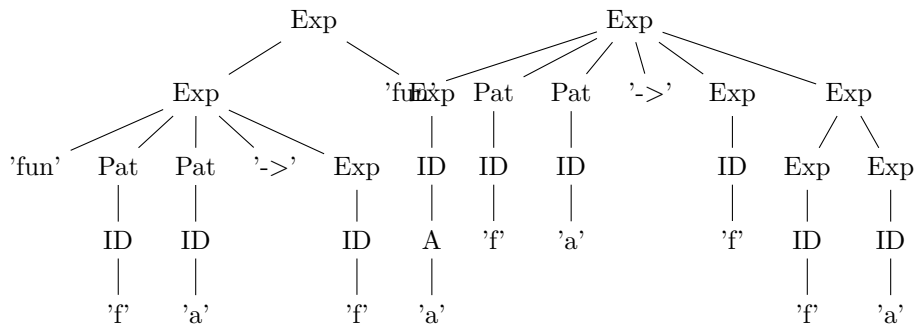 Exp Exp
Exp 'fun' Exp Pat Pat '->' Exp Exp
'fun' Pat Pat '->' Exp ID ID ID ID Exp Exp
ID ID ID A 'f' 'a' 'f' ID ID
'f' 'a' 'f' 'a' 'f' 'a'